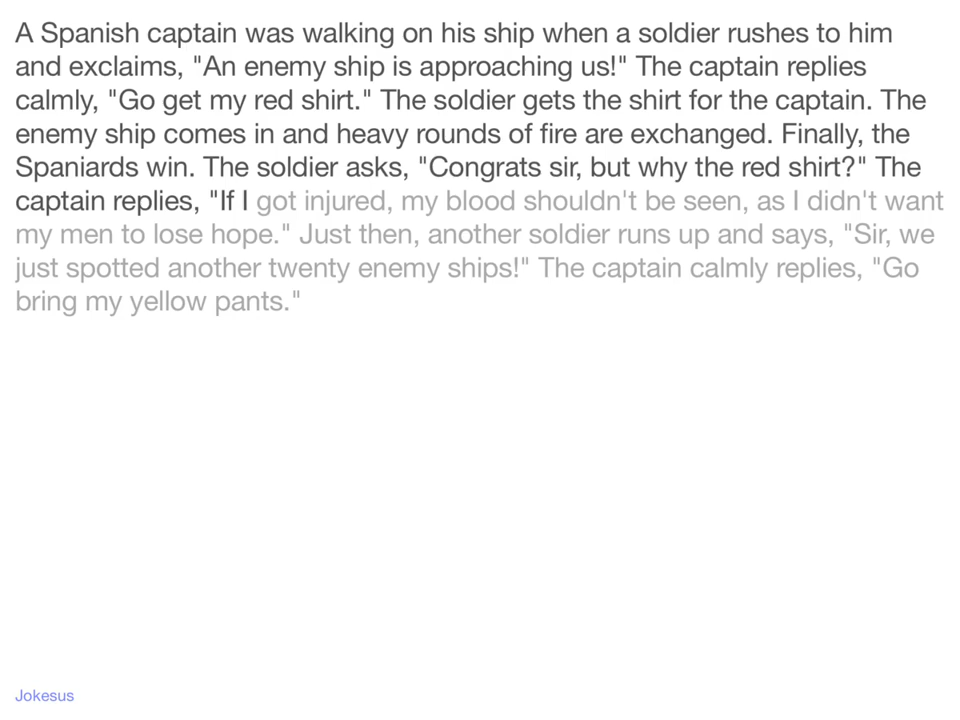 A Spanish captain was walking on his ship when a soldier rushes to him
and exclaims, "An enemy ship is approaching us!" The captain replies
calmly, "Go get my red shirt." The soldier gets the shirt for the captain. The
enemy ship comes in and heavy rounds of fire are exchanged. Finally, the
Spaniards win. The soldier asks, "Congrats sir, but why the red shirt?" The
captain replies, "If I got injured, my blood shouldn't be seen, as I didn't want
my men to lose hope." Just then, another soldier runs up and says, "Sir, we
just spotted another twenty enemy ships!" The captain calmly replies, "Go
bring my yellow pants."
Jokesus